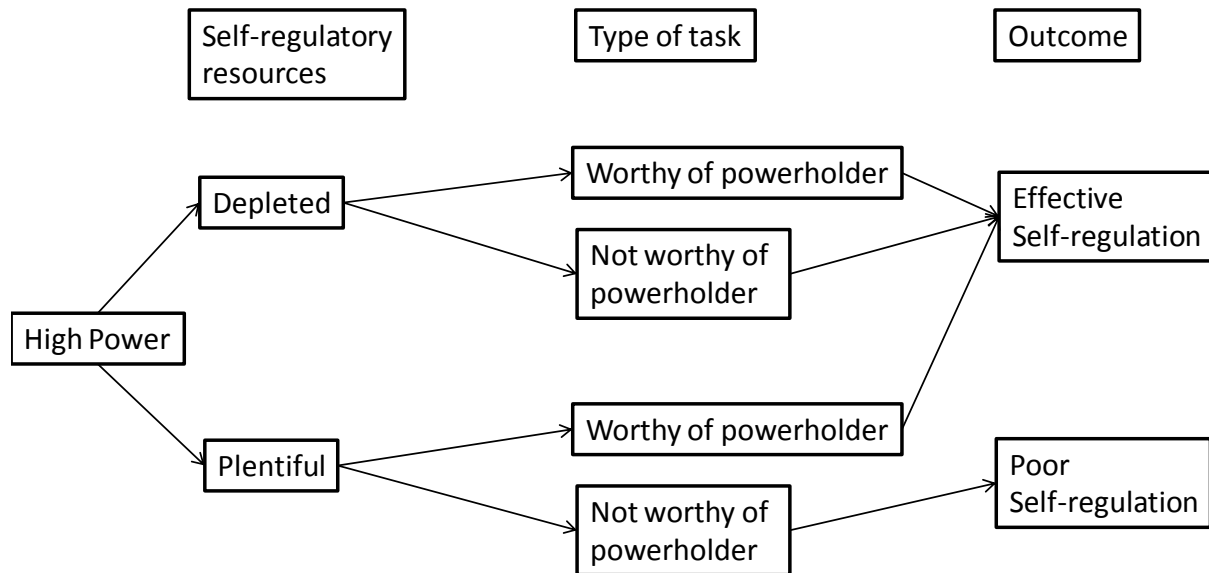 Self-regulatory
resources
Type of task
Outcome
Worthy of powerholder
Depleted
Effective
Self-regulation
Not worthy of
powerholder
High Power
Worthy of powerholder
Plentiful
Poor
Self-regulation
Not worthy of
powerholder